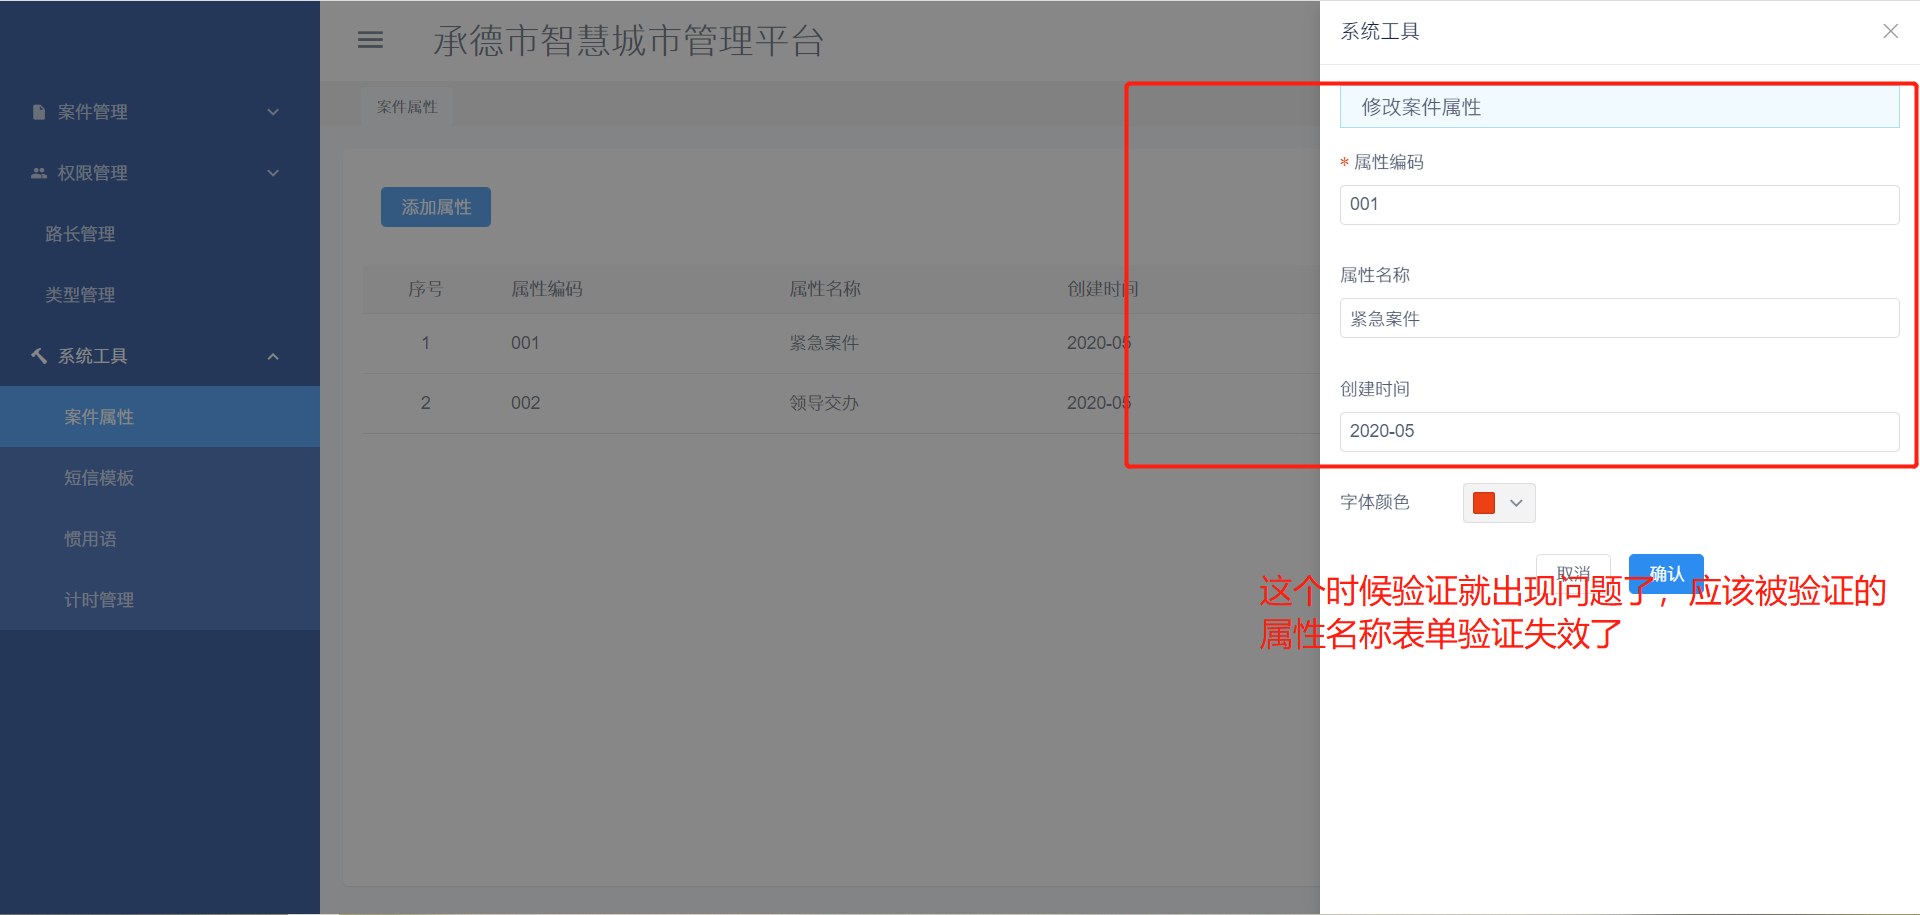 承德市智慧城市管理平台
案件管理
权限管理
路长管理
类型管理
系统工具
案件属性
短信模板
惯用语
计时管理
案件属性
添加属性
序号 属性编码 属性名称 创建时间
1 001 紧急案件 2020-05
2 002 领导交办 2020-05
系统工具
修改案件属性
* 属性编码
001
属性名称
紧急案件
创建时间
2020-05
字体颜色
取消 确认
这个时候验证就出现问题了，应该被验证的
属性名称表单验证失效了